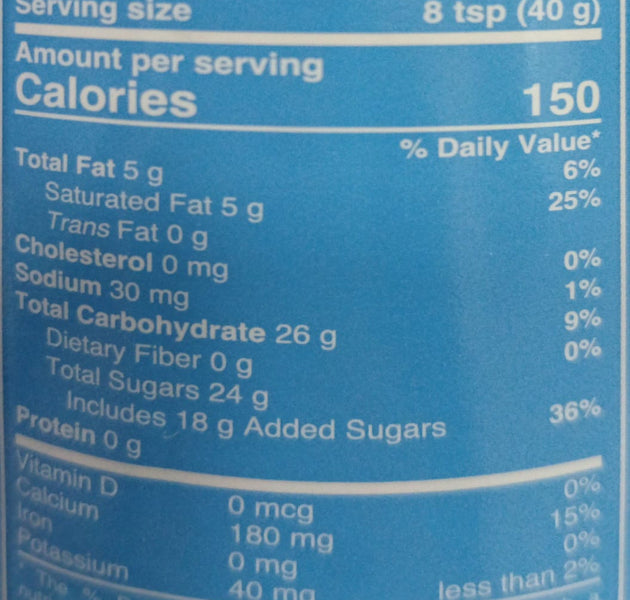 Serving size 8 tsp (40 g)
Amount per serving
Calories 150
% Daily Value*
Total Fat 5 g 6%
Saturated Fat 5 g 25%
Trans Fat 0 g
Cholesterol 0 mg 0%
Sodium 30 mg 1%
Total Carbohydrate 26 g 9%
Dietary Fiber 0 g 0%
Total Sugars 24 g
Includes 18 g Added Sugars 36%
Protein 0 g
Vitamin D 0 mcg 0%
Calcium 180 mg 15%
Iron 0 mg 0%
Potassium 40 mg less than 2%
* The %